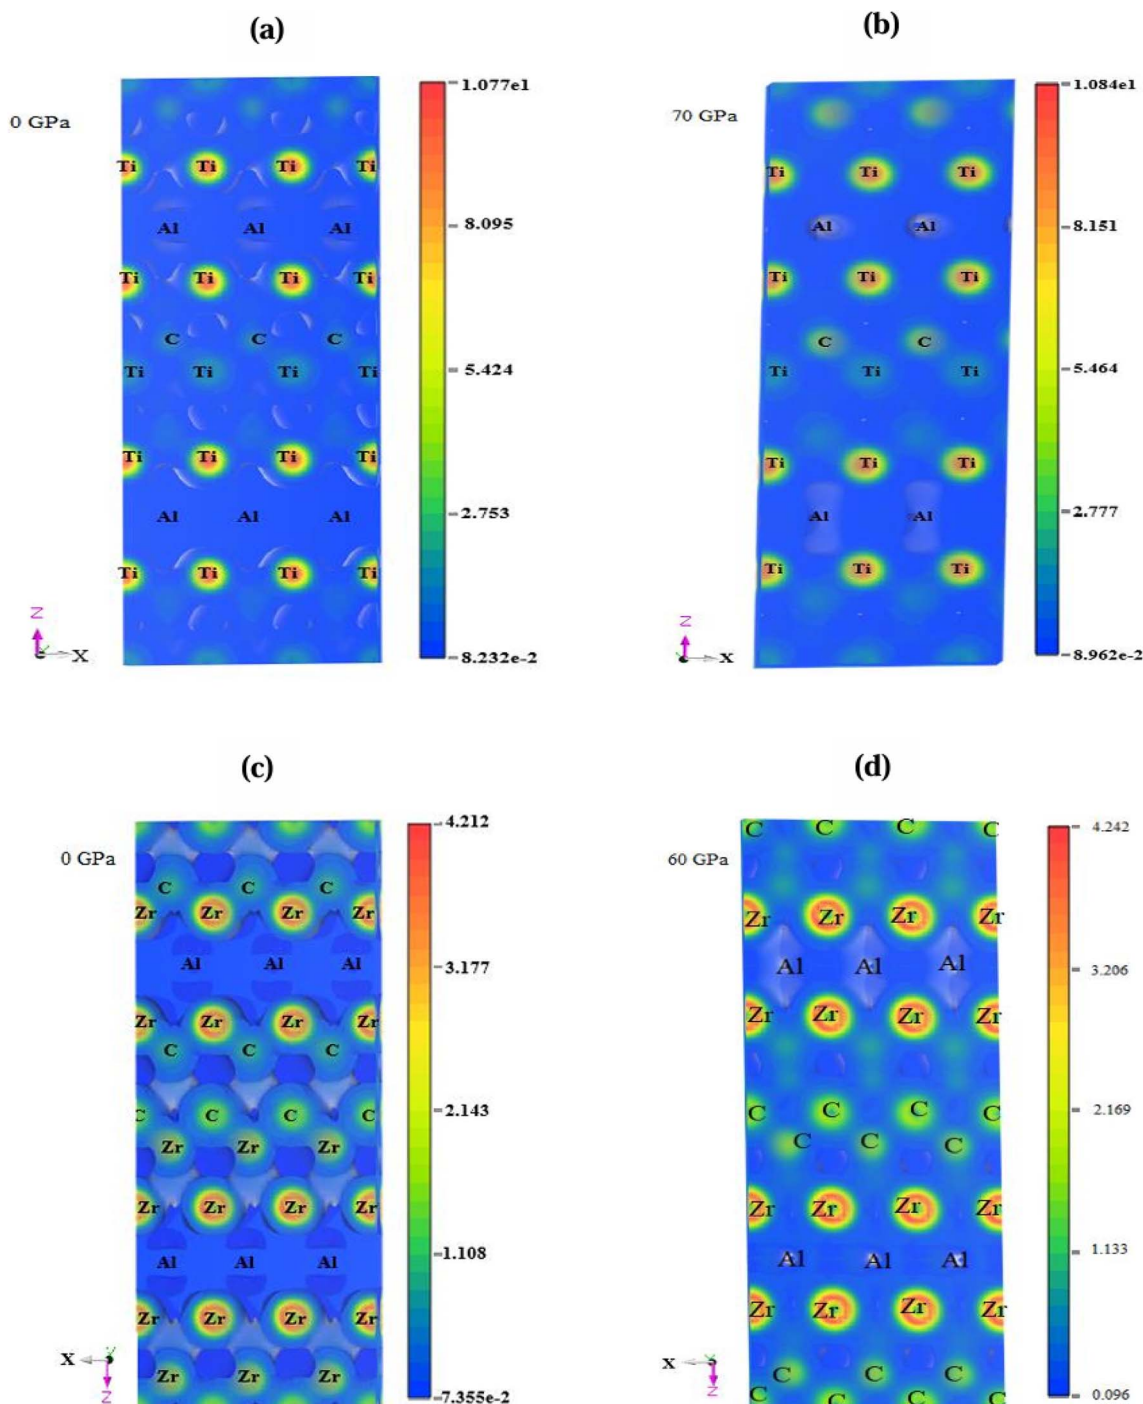 (a)
(b)
1.077e1
1.084e1
0 GPa
70 GPa
Ti Ti Ti Ti
Ti Ti Ti
8.095
8.151
Al Al Al
Al Al
Ti Ti Ti Ti
Ti Ti Ti
C C C
C C
5.424
5.464
Ti Ti Ti Ti
Ti Ti Ti
Ti Ti Ti Ti
Ti Ti Ti
2.753
2.777
Al Al Al
Al Al
Ti Ti Ti Ti
Ti Ti Ti
Z
Y
X
Z
Y
X
8.232e-2
8.962e-2
(c)
(d)
4.212
4.242
C C C C
0 GPa
60 GPa
C C C
Zr Zr Zr Zr
Zr Zr Zr Zr
Al Al Al
Al Al Al
3.177
3.206
Zr Zr Zr Zr
Zr Zr Zr Zr
C C C
C C C C
C C C C
2.143
2.169
Zr Zr Zr
C C C
Zr Zr Zr Zr
Zr Zr Zr Zr
1.108
1.133
Al Al Al
Al Al Al
Zr Zr Zr Zr
Zr Zr Zr Zr
X
Y
Z
X
Y
Z
Zr Zr Zr
C C C
7.355e-2
0.096
C C C C